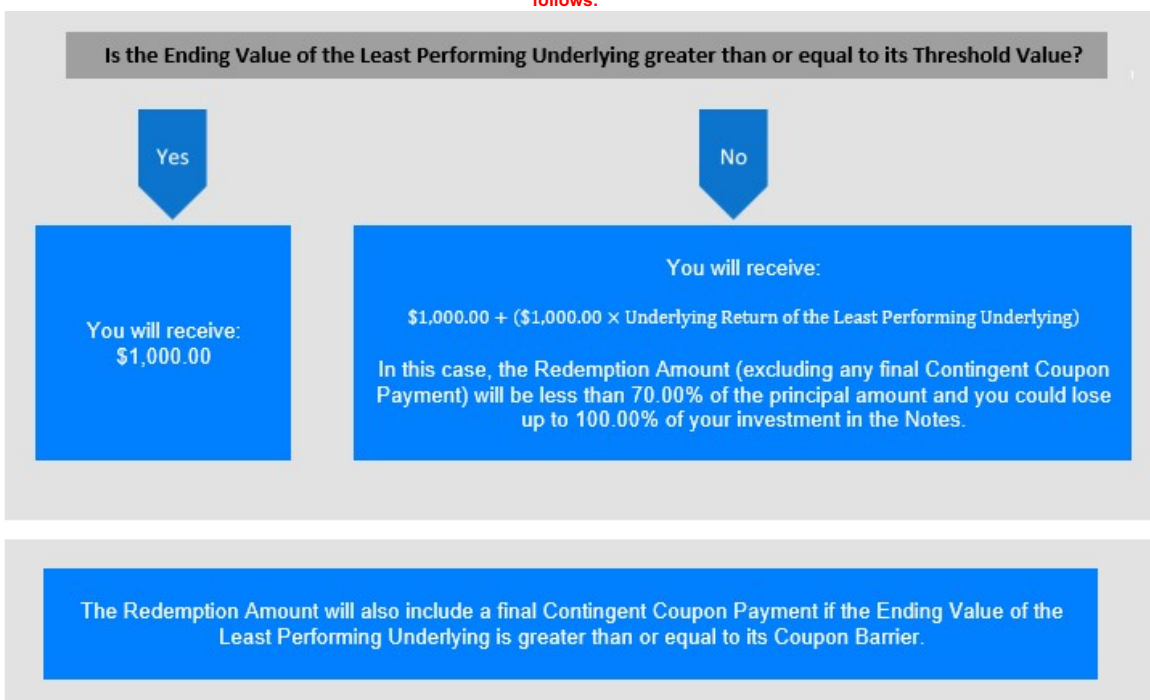 follows:
Is the Ending Value of the Least Performing Underlying greater than or equal to its Threshold Value?
Yes
No
You will receive:
$1,000.00
You will receive:
$1,000.00 + ($1,000.00 × Underlying Return of the Least Performing Underlying)
In this case, the Redemption Amount (excluding any final Contingent Coupon
Payment) will be less than 70.00% of the principal amount and you could lose
up to 100.00% of your investment in the Notes.
The Redemption Amount will also include a final Contingent Coupon Payment if the Ending Value of the
Least Performing Underlying is greater than or equal to its Coupon Barrier.